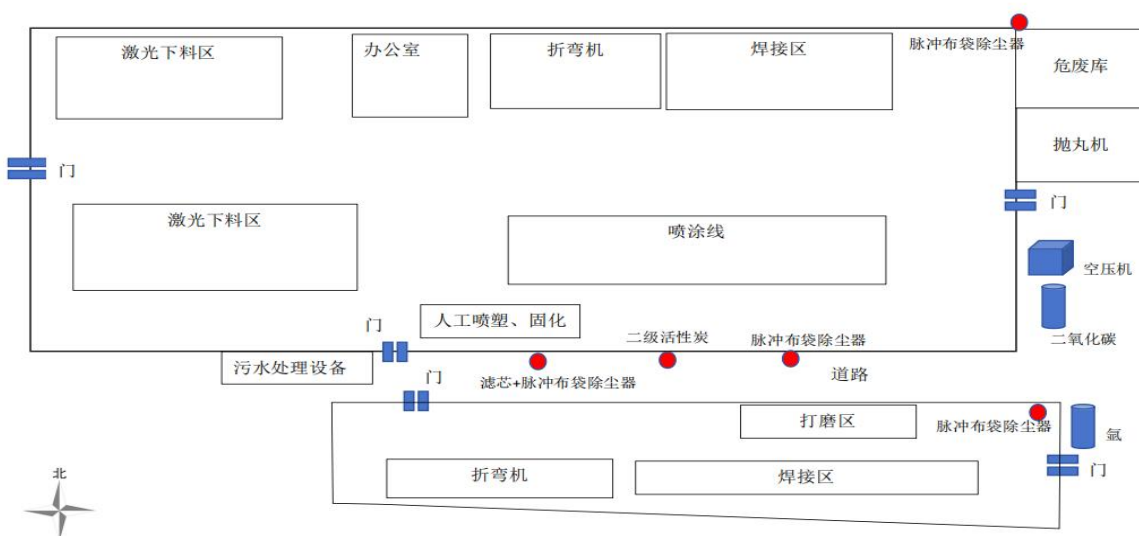 激光下料区
办公室
折弯机
焊接区
脉冲布袋除尘器
危废库
抛丸机
门
门
激光下料区
喷涂线
空压机
人工喷塑、固化
二氧化碳
门
二级活性炭
脉冲布袋除尘器
污水处理设备
滤芯+脉冲布袋除尘器
道路
门
打磨区
脉冲布袋除尘器
氩
折弯机
焊接区
门
北